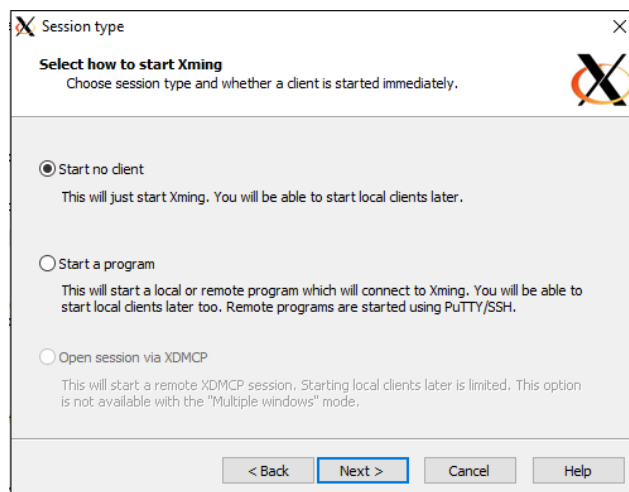 Session type
Select how to start Xming
Choose session type and whether a client is started immediately.
Start no client
This will just start Xming. You will be able to start local clients later.
Start a program
This will start a local or remote program which will connect to Xming. You will be able to
start local clients later too. Remote programs are started using PuTTY/SSH.
Open session via XDMCP
This will start a remote XDMCP session. Starting local clients later is limited. This option
is not available with the "Multiple windows" mode.
< Back Next > Cancel Help